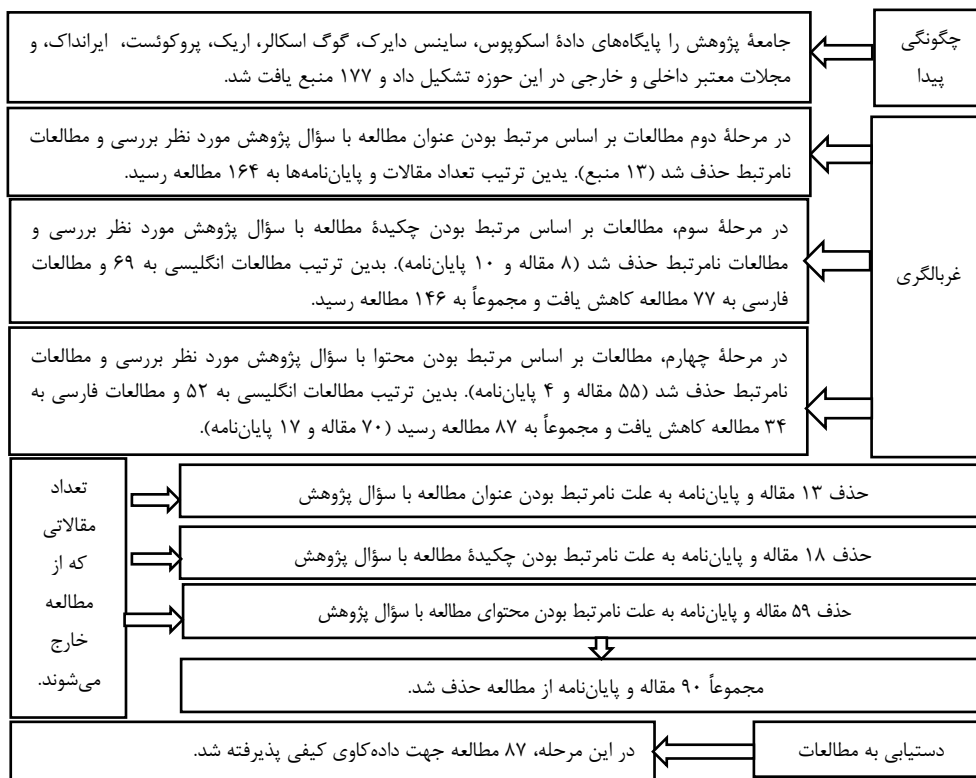 چگونگی
پیدا
جامعهٔ پژوهش را پایگاه‌های دادهٔ اسکوپوس، ساینس دایرک، گوگ اسکالر، اریک، پروکوئست، ایرانداک، و
مجلات معتبر داخلی و خارجی در این حوزه تشکیل داد و ۱۷۷ منبع یافت شد.
غربالگری
در مرحلهٔ دوم مطالعات بر اساس مرتبط بودن عنوان مطالعه با سؤال پژوهش مورد نظر بررسی و مطالعات
نامرتبط حذف شد (۱۳ منبع). یدین ترتیب تعداد مقالات و پایان‌نامه‌ها به ۱۶۴ مطالعه رسید.
در مرحلهٔ سوم، مطالعات بر اساس مرتبط بودن چکیدهٔ مطالعه با سؤال پژوهش مورد نظر بررسی و
مطالعات نامرتبط حذف شد (۸ مقاله و ۱۰ پایان‌نامه). بدین ترتیب مطالعات انگلیسی به ۶۹ و مطالعات
فارسی به ۷۷ مطالعه کاهش یافت و مجموعاً به ۱۴۶ مطالعه رسید.
در مرحلهٔ چهارم، مطالعات بر اساس مرتبط بودن محتوا با سؤال پژوهش مورد نظر بررسی و مطالعات
نامرتبط حذف شد (۵۵ مقاله و ۴ پایان‌نامه). بدین ترتیب مطالعات انگلیسی به ۵۲ و مطالعات فارسی به
۳۴ مطالعه کاهش یافت و مجموعاً به ۸۷ مطالعه رسید (۷۰ مقاله و ۱۷ پایان‌نامه).
تعداد
مقالاتی
که از
مطالعه
خارج
می‌شوند.
حذف ۱۳ مقاله و پایان‌نامه به علت نامرتبط بودن عنوان مطالعه با سؤال پژوهش
حذف ۱۸ مقاله و پایان‌نامه به علت نامرتبط بودن چکیدهٔ مطالعه با سؤال پژوهش
حذف ۵۹ مقاله و پایان‌نامه به علت نامرتبط بودن محتوای مطالعه با سؤال پژوهش
مجموعاً ۹۰ مقاله و پایان‌نامه از مطالعه حذف شد.
دستیابی به مطالعات
در این مرحله، ۸۷ مطالعه جهت داده‌کاوی کیفی پذیرفته شد.